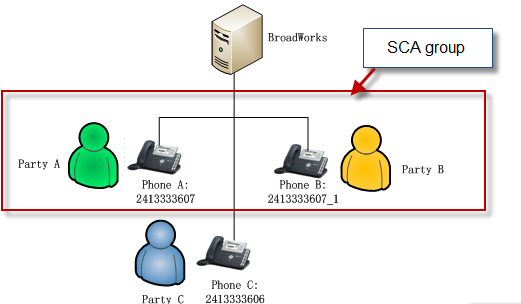 BroadWorks
SCA group
Party A
Phone A:
2413333607
Phone B:
2413333607_1
Party B
Party C
Phone C:
2413333606